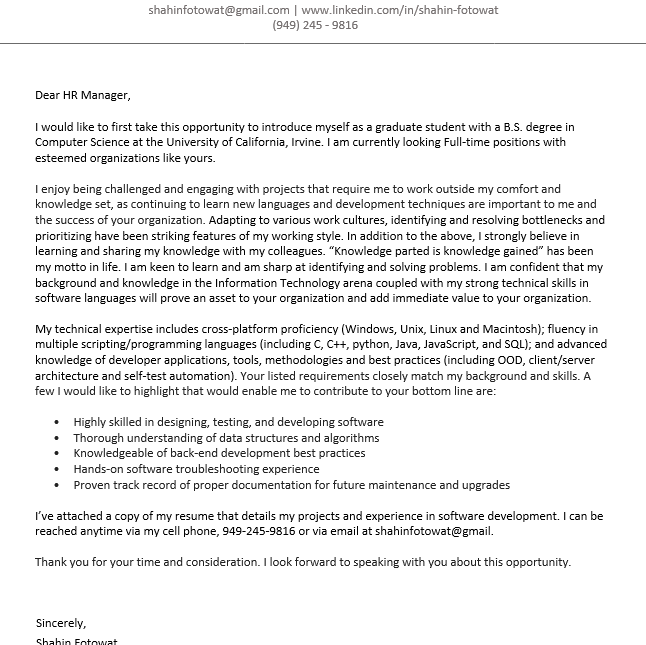 shahinfotowat@gmail.com | www.linkedin.com/in/shahin-fotowat
(949) 245 - 9816
Dear HR Manager,
I would like to first take this opportunity to introduce myself as a graduate student with a B.S. degree in
Computer Science at the University of California, Irvine. I am currently looking Full-time positions with
esteemed organizations like yours.
I enjoy being challenged and engaging with projects that require me to work outside my comfort and
knowledge set, as continuing to learn new languages and development techniques are important to me and
the success of your organization. Adapting to various work cultures, identifying and resolving bottlenecks and
prioritizing have been striking features of my working style. In addition to the above, I strongly believe in
learning and sharing my knowledge with my colleagues. “Knowledge parted is knowledge gained” has been
my motto in life. I am keen to learn and am sharp at identifying and solving problems. I am confident that my
background and knowledge in the Information Technology arena coupled with my strong technical skills in
software languages will prove an asset to your organization and add immediate value to your organization.
My technical expertise includes cross-platform proficiency (Windows, Unix, Linux and Macintosh); fluency in
multiple scripting/programming languages (including C, C++, python, Java, JavaScript, and SQL); and advanced
knowledge of developer applications, tools, methodologies and best practices (including OOD, client/server
architecture and self-test automation). Your listed requirements closely match my background and skills. A
few I would like to highlight that would enable me to contribute to your bottom line are:
• Highly skilled in designing, testing, and developing software
• Thorough understanding of data structures and algorithms
• Knowledgeable of back-end development best practices
• Hands-on software troubleshooting experience
• Proven track record of proper documentation for future maintenance and upgrades
I’ve attached a copy of my resume that details my projects and experience in software development. I can be
reached anytime via my cell phone, 949-245-9816 or via email at shahinfotowat@gmail.
Thank you for your time and consideration. I look forward to speaking with you about this opportunity.
Sincerely,
Shahin Fotowat